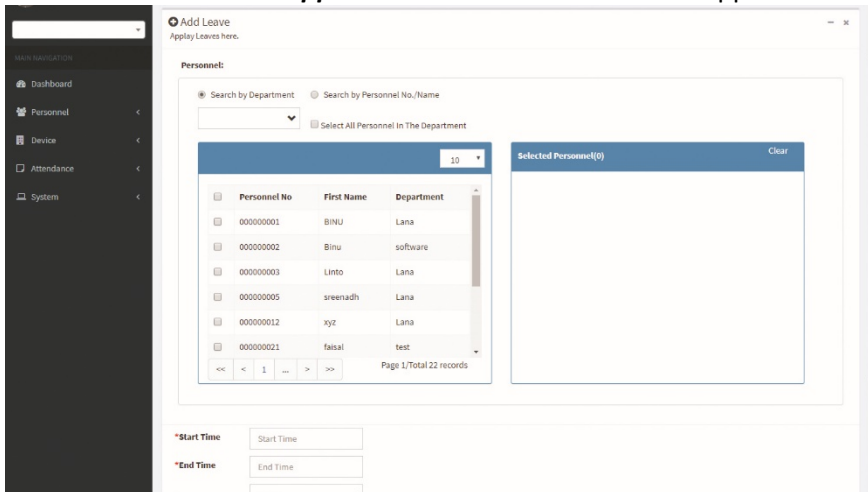 Add Leave
Applay Leaves here.
MAIN NAVIGATION
Dashboard
Personnel
Device
Attendance
System
Personnel:
Search by Department Search by Personnel No./Name
Select All Personnel In The Department
10
Selected Personnel(0) Clear
Personnel No First Name Department
000000001 BINU Lana
000000002 Binu software
000000003 Linto Lana
000000005 sreenadh Lana
000000012 xyz Lana
000000021 faisal test
<< < 1 ... > >> Page 1/Total 22 records
*Start Time Start Time
*End Time End Time